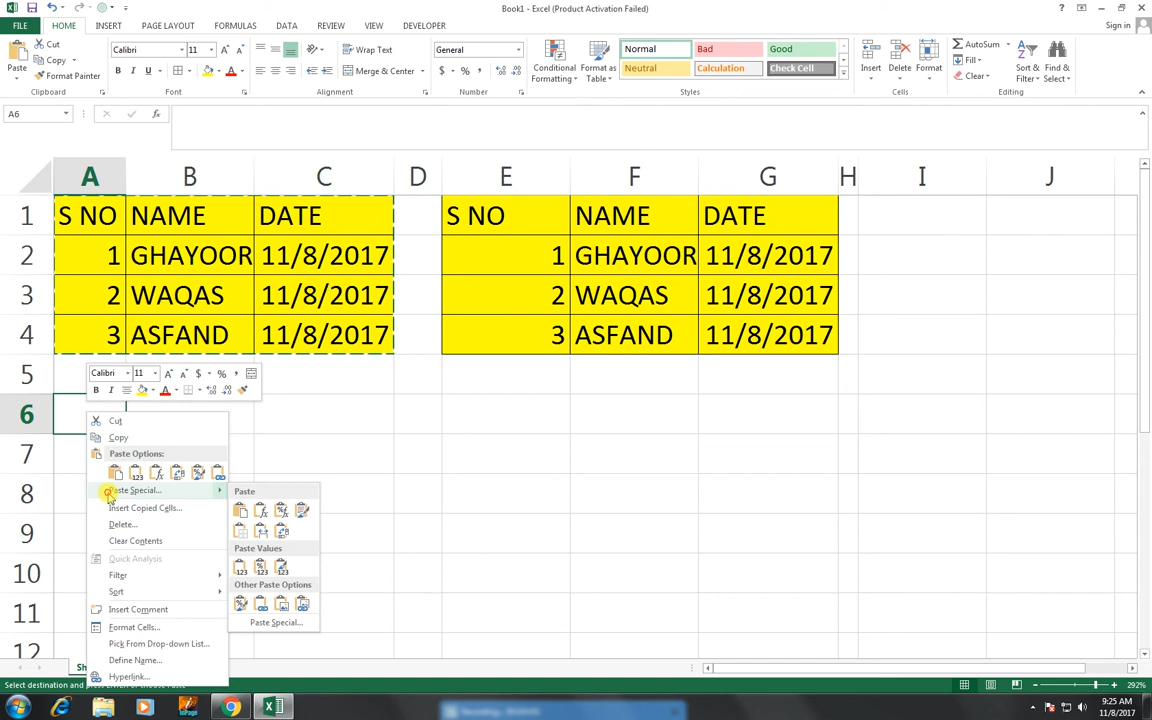 Book1 - Excel (Product Activation Failed)
FILE HOME INSERT PAGE LAYOUT FORMULAS DATA REVIEW VIEW DEVELOPER Sign in
Cut
Copy
Format Painter
Paste
Clipboard
Calibri 11
B I U
Font
Wrap Text
Merge & Center
Alignment
General
$ % ,
Number
Conditional Formatting
Format as Table
Normal Bad Good
Neutral Calculation Check Cell
Styles
Insert Delete Format
Cells
AutoSum
Fill
Clear
Sort & Filter
Find & Select
Editing
A6 fx
A B C D E F G H I J
1 S NO NAME DATE S NO NAME DATE
2 1 GHAYOOR 11/8/2017 1 GHAYOOR 11/8/2017
3 2 WAQAS 11/8/2017 2 WAQAS 11/8/2017
4 3 ASFAND 11/8/2017 3 ASFAND 11/8/2017
5
6
7
8
9
10
11
12
Calibri 11 A A $ % ,
B I A
Cut
Copy
Paste Options:
Paste Special...
Insert Copied Cells...
Delete...
Clear Contents
Quick Analysis
Filter
Sort
Insert Comment
Format Cells...
Pick From Drop-down List...
Define Name...
Hyperlink...
Paste
Paste Values
Other Paste Options
Paste Special...
292%
9:25 AM
11/8/2017